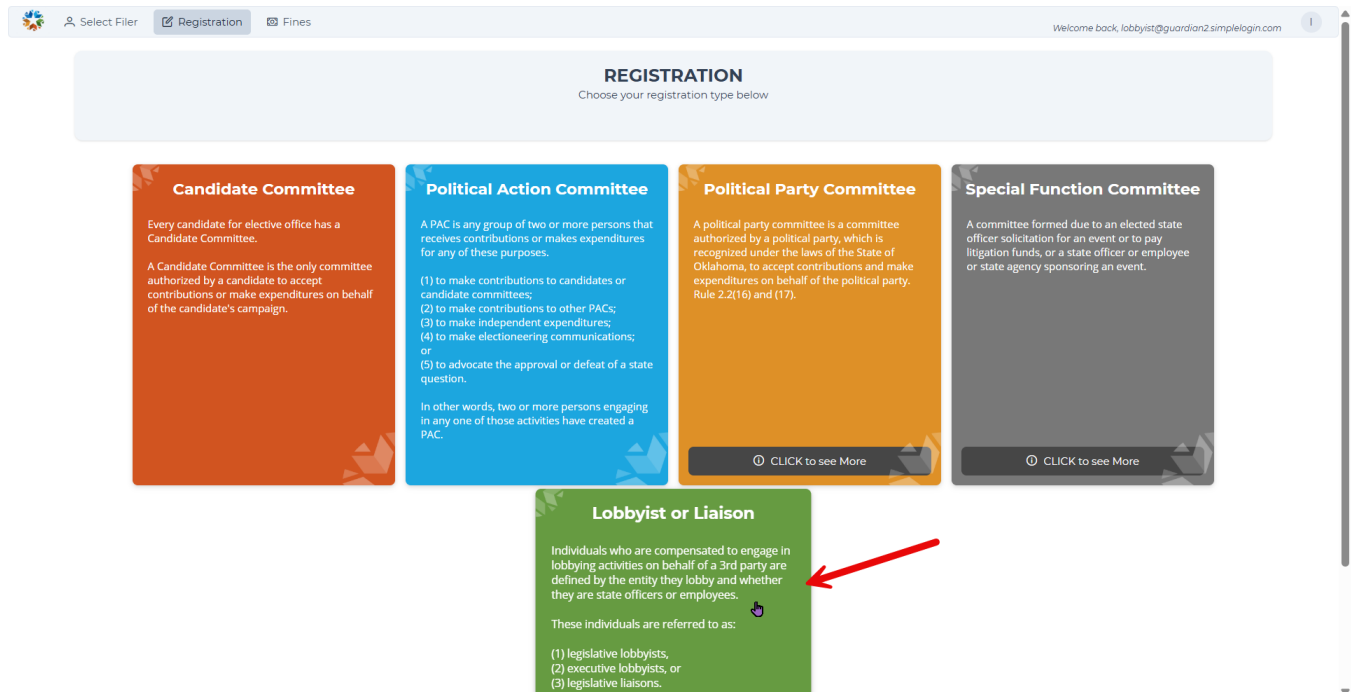 Select Filer
Registration
Fines
Welcome back, lobbyist@guardian2.simplelogin.com
l
REGISTRATION
Choose your registration type below
Candidate Committee
Every candidate for elective office has a
Candidate Committee.
A Candidate Committee is the only committee
authorized by a candidate to accept
contributions or make expenditures on behalf
of the candidate's campaign.
Political Action Committee
A PAC is any group of two or more persons that
receives contributions or makes expenditures
for any of these purposes.
(1) to make contributions to candidates or
candidate committees;
(2) to make contributions to other PACs;
(3) to make independent expenditures;
(4) to make electioneering communications;
or
(5) to advocate the approval or defeat of a state
question.
In other words, two or more persons engaging
in any one of those activities have created a
PAC.
Political Party Committee
A political party committee is a committee
authorized by a political party, which is
recognized under the laws of the State of
Oklahoma, to accept contributions and make
expenditures on behalf of the political party.
Rule 2.2(16) and (17).
CLICK to see More
Special Function Committee
A committee formed due to an elected state
officer solicitation for an event or to pay
litigation funds, or a state officer or employee
or state agency sponsoring an event.
CLICK to see More
Lobbyist or Liaison
Individuals who are compensated to engage in
lobbying activities on behalf of a 3rd party are
defined by the entity they lobby and whether
they are state officers or employees.
These individuals are referred to as:
(1) legislative lobbyists,
(2) executive lobbyists, or
(3) legislative liaisons.